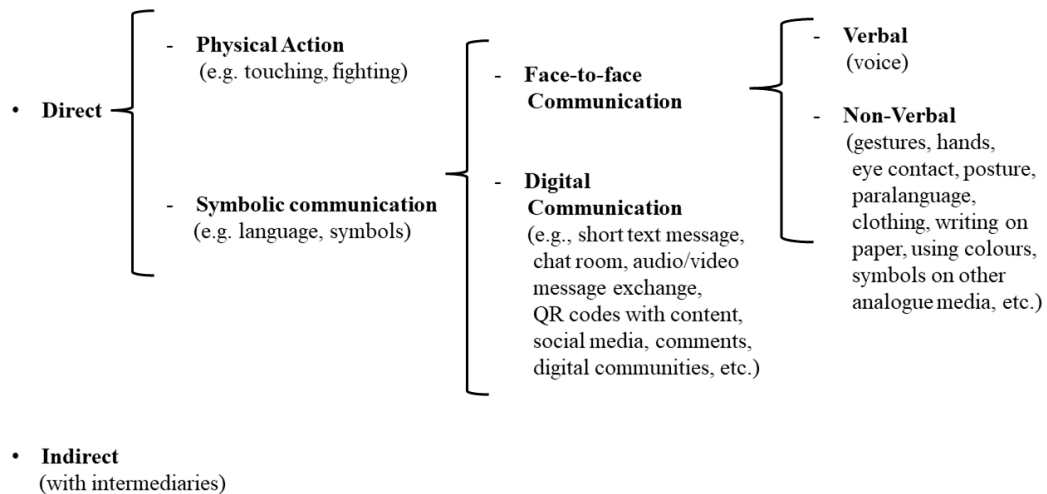 • Direct
- Physical Action
(e.g. touching, fighting)
- Symbolic communication
(e.g. language, symbols)
- Face-to-face
Communication
- Digital
Communication
(e.g., short text message,
chat room, audio/video
message exchange,
QR codes with content,
social media, comments,
digital communities, etc.)
- Verbal
(voice)
- Non-Verbal
(gestures, hands,
eye contact, posture,
paralanguage,
clothing, writing on
paper, using colours,
symbols on other
analogue media, etc.)
• Indirect
(with intermediaries)